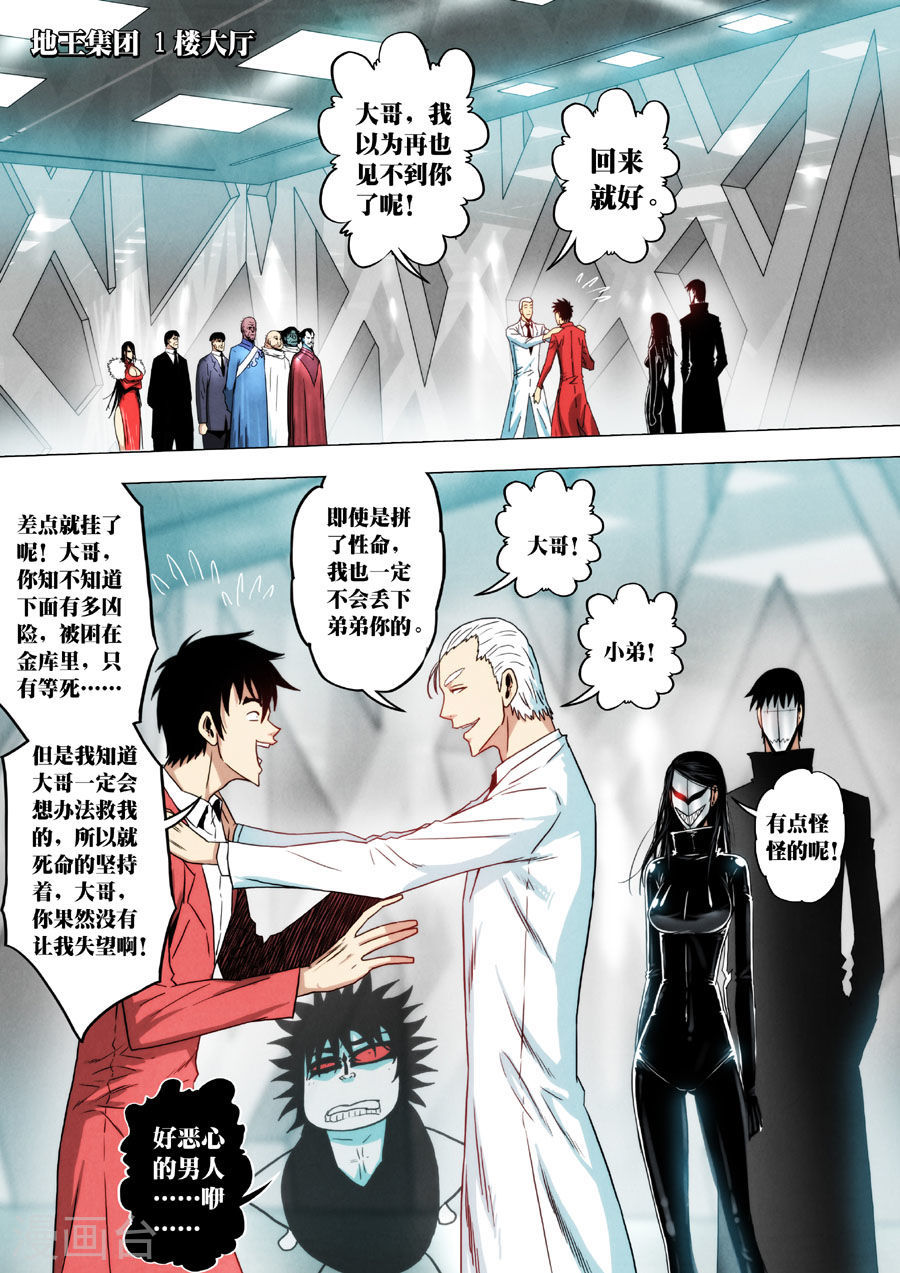 地王集团 1楼大厅
大哥，我
以为再也
见不到你
了呢！
回来
就好。
差点就挂了
呢！大哥，
你知不知道
下面有多凶
险，被困在
金库里，只
有等死……
但是我知道
大哥一定会
想办法救我
的，所以就
死命的坚持
着，大哥，
你果然没有
让我失望啊！
即使是拼
了性命，
我也一定
不会丢下
弟弟你的。
大哥！
小弟！
有点怪
怪的呢！
好恶心
的男人
……咿
……
漫画台